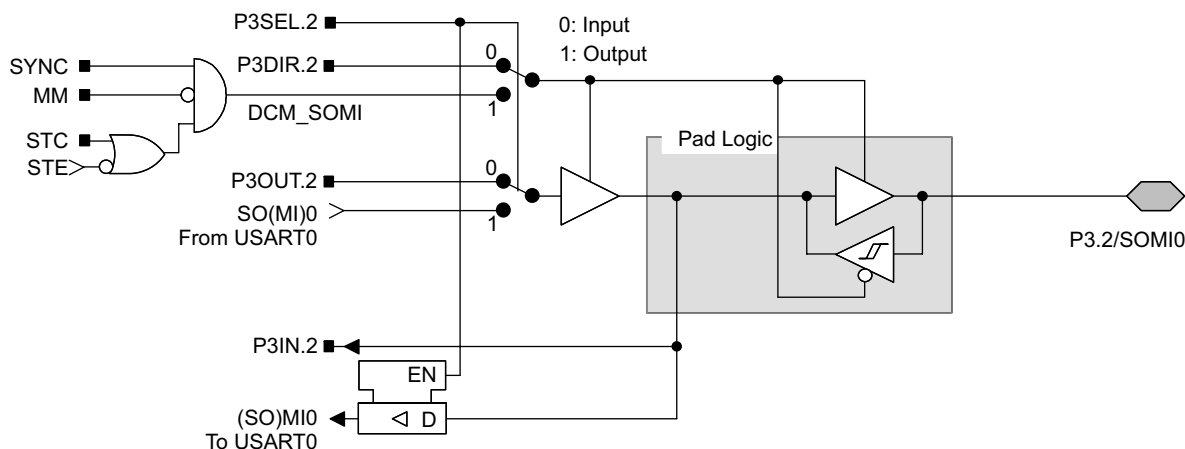 P3SEL.2
0: Input
1: Output
SYNC
P3DIR.2
0
MM
DCM_SOMI
1
STC
STE
Pad Logic
P3OUT.2
0
SO(MI)0
From USART0
1
P3.2/SOMI0
P3IN.2
EN
(SO)MI0
To USART0
D